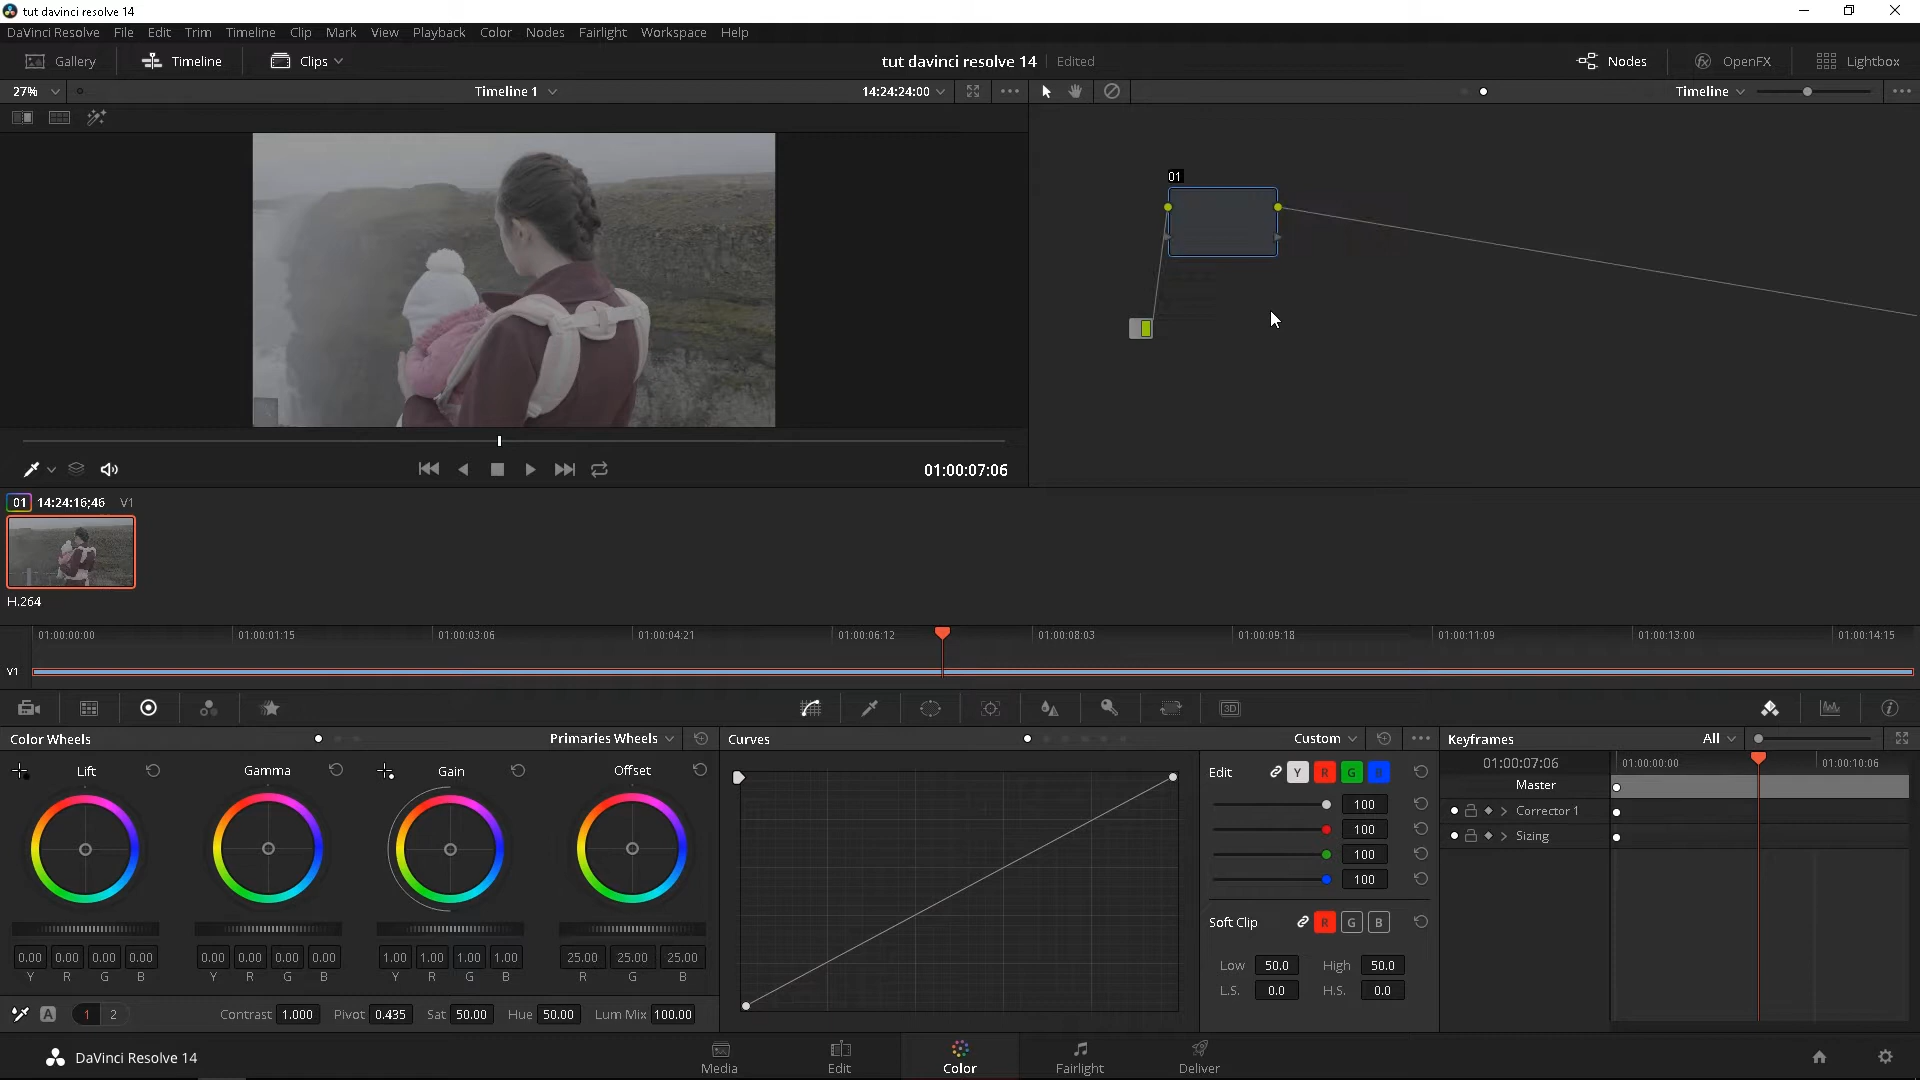 tut davinci resolve 14
DaVinci Resolve File Edit Trim Timeline Clip Mark View Playback Color Nodes Fairlight Workspace Help
Gallery Timeline Clips tut davinci resolve 14 Edited Nodes OpenFX Lightbox
27% Timeline 1 14:24:24:00 Timeline
01
01:00:07:06
01 14:24:16;46 V1
H.264
01:00:00:00 01:00:01:15 01:00:03:06 01:00:04:21 01:00:06:12 01:00:08:03 01:00:09:18 01:00:11:09 01:00:13:00 01:00:14:15
V1
3D
Color Wheels Primaries Wheels Curves Custom Keyframes All
Lift Gamma Gain Offset Edit Y R G B 01:00:07:06 01:00:00:00 01:00:10:06
Master
100 Corrector 1
100 Sizing
100
100
Soft Clip R G B
0.00 0.00 0.00 0.00 0.00 0.00 0.00 0.00 1.00 1.00 1.00 1.00 25.00 25.00 25.00 Low 50.0 High 50.0
Y R G B Y R G B Y R G B R G B L.S. 0.0 H.S. 0.0
A 1 2 Contrast 1.000 Pivot 0.435 Sat 50.00 Hue 50.00 Lum Mix 100.00
DaVinci Resolve 14 Media Edit Color Fairlight Deliver